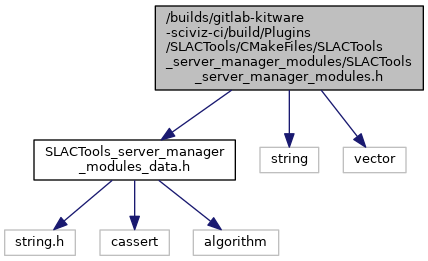 /builds/gitlab-kitware
-sciviz-ci/build/Plugins
/SLACTools/CMakeFiles/SLACTools
_server_manager_modules/SLACTools
_server_manager_modules.h
SLACTools_server_manager
_modules_data.h
string
vector
string.h
cassert
algorithm